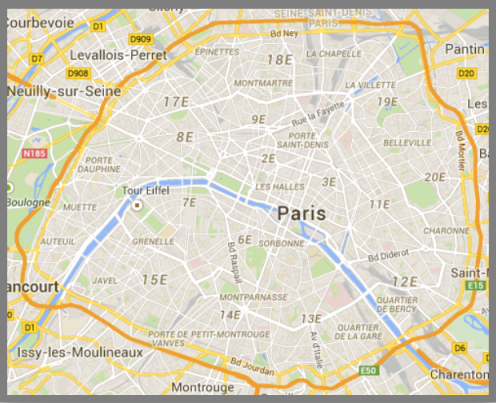 Courbevoie
D1
D909
SEINE-SAINT-DENIS
PARIS
Bd Ney
D7
Levallois-Perret
EPINETTES
LA CHAPELLE
Pantin
18E
D908
MONTMARTRE
LA VILLETTE
D20
Neuilly-sur-Seine
17E
Rue la Fayette
19E
Les
9E
8E
PORTE
SAINT-DENIS
BELLEVILLE
Bd Mortier
N185
2E
PORTE
DAUPHINE
LES HALLES
3E
20E
Tour Eiffel
Boulogne
MUETTE
7E
Paris
11E
CHARONNE
AUTEUIL
GRENELLE
6E
SORBONNE
Bd Raspail
Bd Diderot
Saint-M
JAVEL
15E
12E
E15
ancourt
MONTPARNASSE
QUARTIER
DE BERCY
14E
13E
D1
PORTE DE PETIT-MONTROUGE
VANVES
QUARTIER
DE LA GARE
Av d'Italie
Issy-les-Moulineaux
D6
Bd Jourdan
E50
Charenton
Montrouge